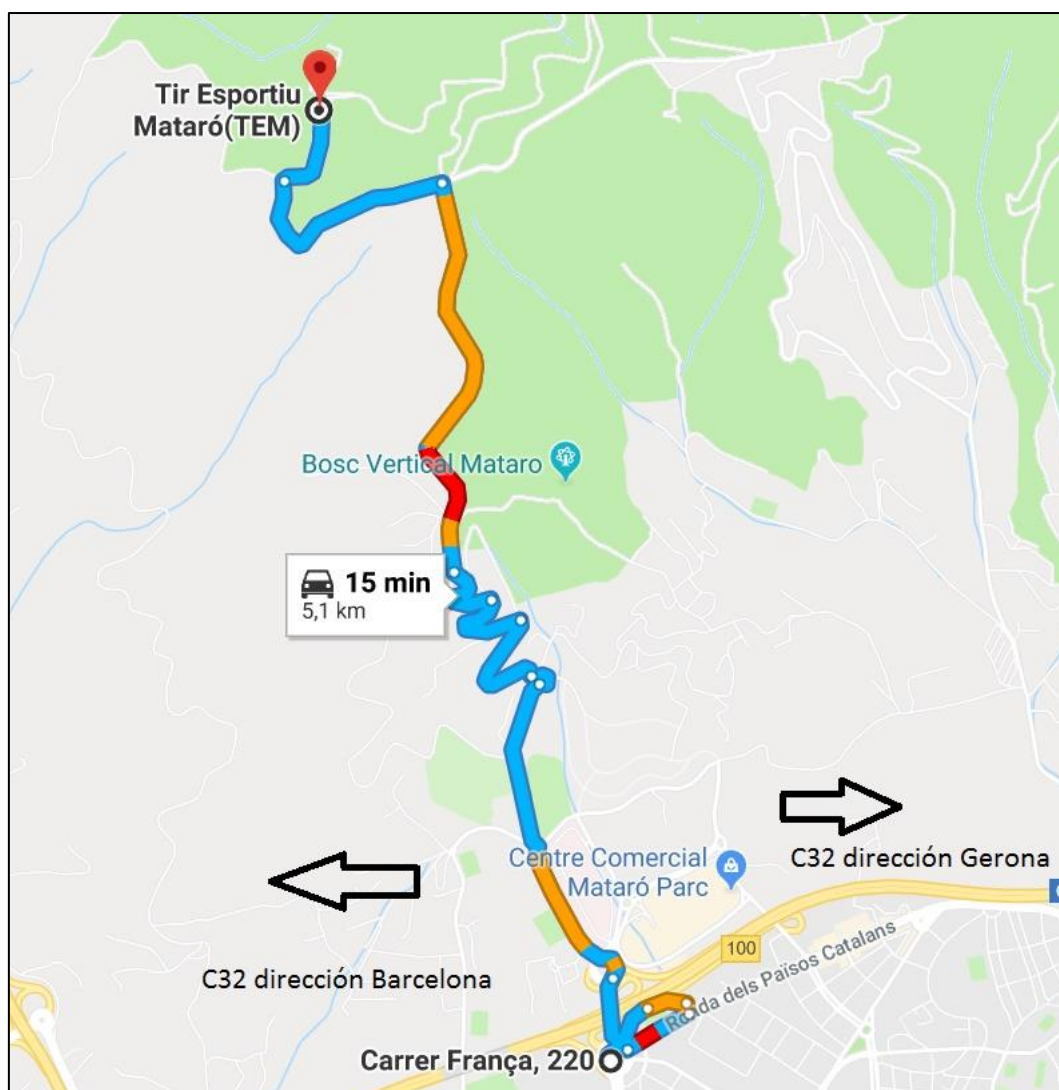 Tir Esportiu
Mataró(TEM)
Bosc Vertical Mataro
15 min
5,1 km
Centre Comercial
Mataró Parc
C32 dirección Gerona
C32 dirección Barcelona
100
Ronda dels Països Catalans
Carrer França, 220